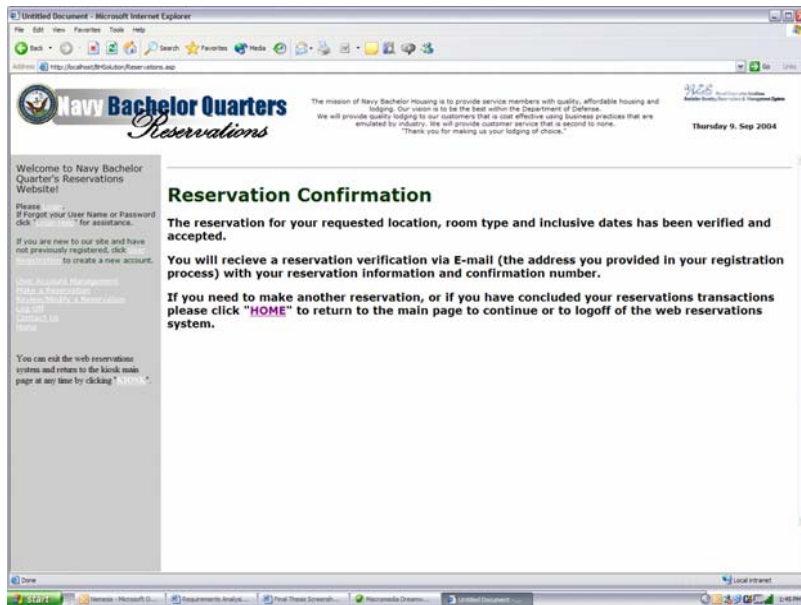 Untitled Document - Microsoft Internet Explorer
File Edit View Favorites Tools Help
Back Search Favorites Media
Address http://localhost/BHSolution/Reservations.asp Go Links
Navy Bachelor Quarters
Reservations
The mission of Navy Bachelor Housing is to provide service members with quality, affordable housing and
lodging. Our vision is to be the best within the Department of Defense.
We will provide quality lodging to our customers that is cost effective using business practices that are
emulated by industry. We will provide customer service that is second to none.
"Thank you for making us your lodging of choice."
Thursday 9. Sep 2004
Welcome to Navy Bachelor
Quarter's Reservations
Website!
Please Login.
If Forgot your User Name or Password
click "Login Help" for assistance.
If you are new to our site and have
not previously registered, click User
Registration to create a new account.
User Account Management
Make a Reservation
Review/Modify a Reservation
Log Off
Contact Us
Home
You can exit the web reservations
system and return to the kiosk main
page at any time by clicking "KIOSK".
Reservation Confirmation
The reservation for your requested location, room type and inclusive dates has been verified and
accepted.
You will recieve a reservation verification via E-mail (the address you provided in your registration
process) with your reservation information and confirmation number.
If you need to make another reservation, or if you have concluded your reservations transactions
please click "HOME" to return to the main page to continue or to logoff of the web reservations
system.
Done Local intranet
start Nemesis - Microsoft O... Requirements Analys... Final Thesis Screensh... Macromedia Dreamw... Untitled Document - ... 1:45 PM